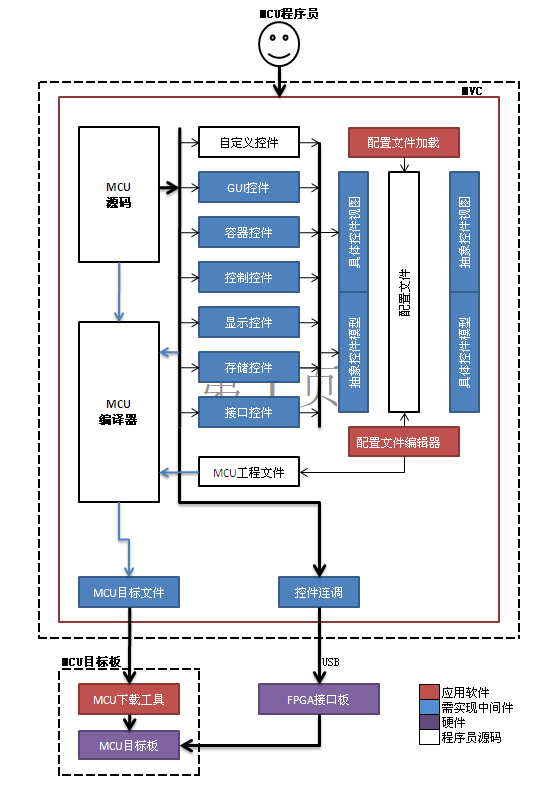 MCU程序员
MVC
MCU
源码
自定义控件
GUI控件
容器控件
控制控件
显示控件
存储控件
接口控件
配置文件加载
具体控件视图
抽象控件模型
配置文件
抽象控件视图
具体控件模型
配置文件编辑器
MCU
编译器
MCU工程文件
第1页
MCU目标文件
控件连调
USB
MCU目标板
MCU下载工具
MCU目标板
FPGA接口板
应用软件
需实现中间件
硬件
程序员源码